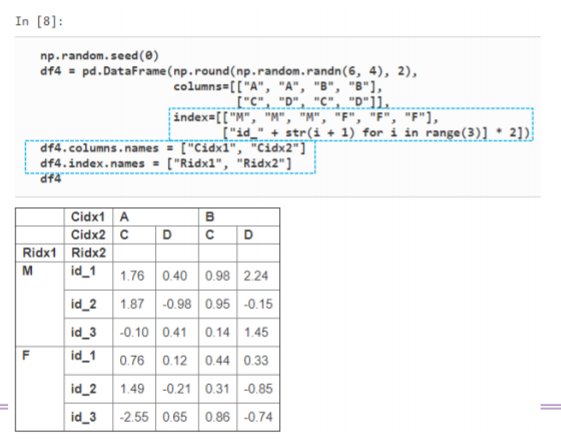 In [8]:
np.random.seed(0)
df4 = pd.DataFrame(np.round(np.random.randn(6, 4), 2),
columns=[["A", "A", "B", "B"],
["C", "D", "C", "D"]],
index=[["M", "M", "M", "F", "F", "F"],
["id_" + str(i + 1) for i in range(3)] * 2])
df4.columns.names = ["Cidx1", "Cidx2"]
df4.index.names = ["Ridx1", "Ridx2"]
df4
Cidx1 A B
Cidx2 C D C D
Ridx1 Ridx2
M id_1 1.76 0.40 0.98 2.24
id_2 1.87 -0.98 0.95 -0.15
id_3 -0.10 0.41 0.14 1.45
F id_1 0.76 0.12 0.44 0.33
id_2 1.49 -0.21 0.31 -0.85
id_3 -2.55 0.65 0.86 -0.74